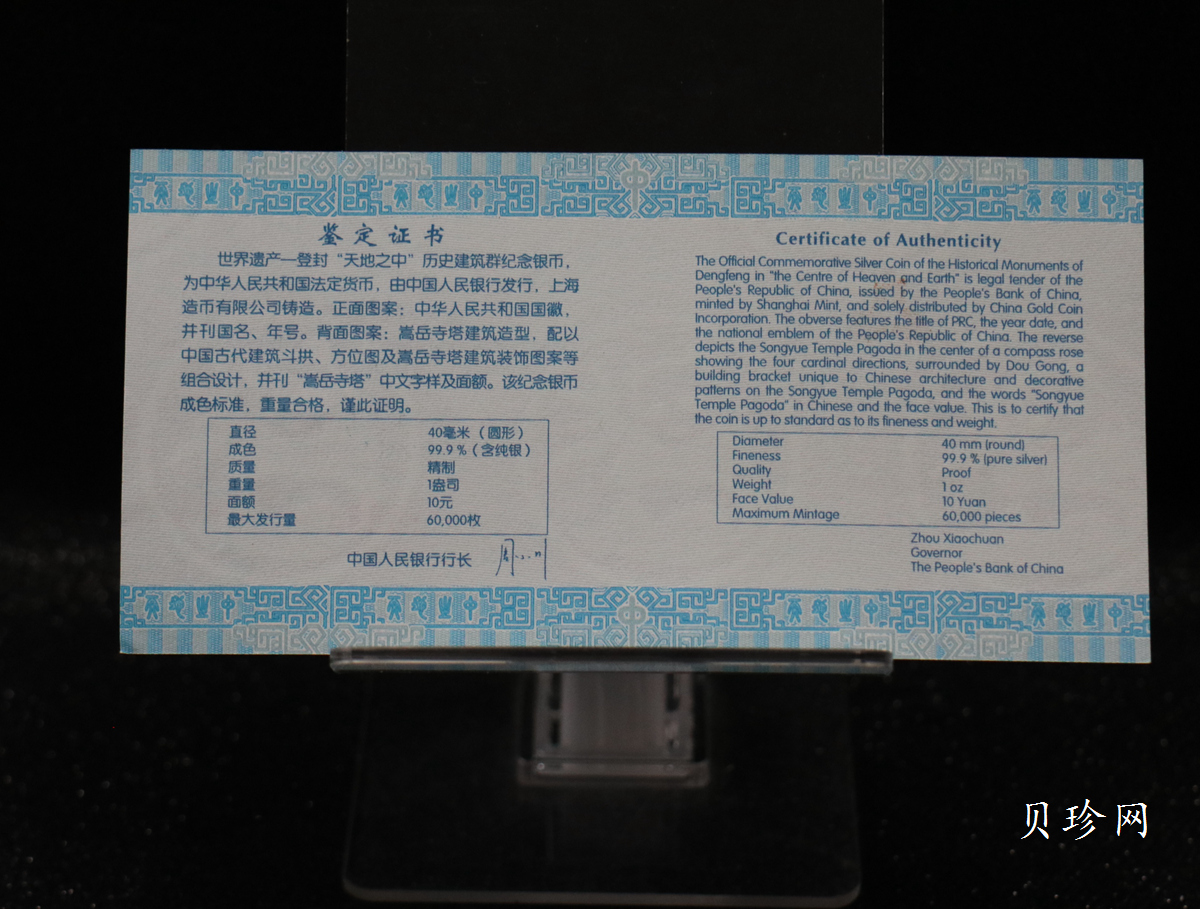 鉴定证书
世界遗产—登封“天地之中”历史建筑群纪念银币，
为中华人民共和国法定货币，由中国人民银行发行，上海
造币有限公司铸造。正面图案：中华人民共和国国徽，
并刊国名、年号。背面图案：嵩岳寺塔建筑造型，配以
中国古代建筑斗拱、方位图及嵩岳寺塔建筑装饰图案等
组合设计，并刊“嵩岳寺塔”中文字样及面额。该纪念银币
成色标准，重量合格，谨此证明。
直径 40毫米（圆形）
成色 99.9％（含纯银）
质量 精制
重量 1盎司
面额 10元
最大发行量 60,000枚
中国人民银行行长
Certificate of Authenticity
The Official Commemorative Silver Coin of the Historical Monuments of
Dengfeng in "the Centre of Heaven and Earth" is legal tender of the
People's Republic of China, issued by the People's Bank of China,
minted by Shanghai Mint, and solely distributed by China Gold Coin
Incorporation. The obverse features the title of PRC, the year date, and
the national emblem of the People's Republic of China. The reverse
depicts the Songyue Temple Pagoda in the center of a compass rose
showing the four cardinal directions, surrounded by Dou Gong, a
building bracket unique to Chinese architecture and decorative
patterns on the Songyue Temple Pagoda, and the words "Songyue
Temple Pagoda" in Chinese and the face value. This is to certify that
the coin is up to standard as to its fineness and weight.
Diameter 40 mm (round)
Fineness 99.9 % (pure silver)
Quality Proof
Weight 1 oz
Face Value 10 Yuan
Maximum Mintage 60,000 pieces
Zhou Xiaochuan
Governor
The People's Bank of China
贝珍网